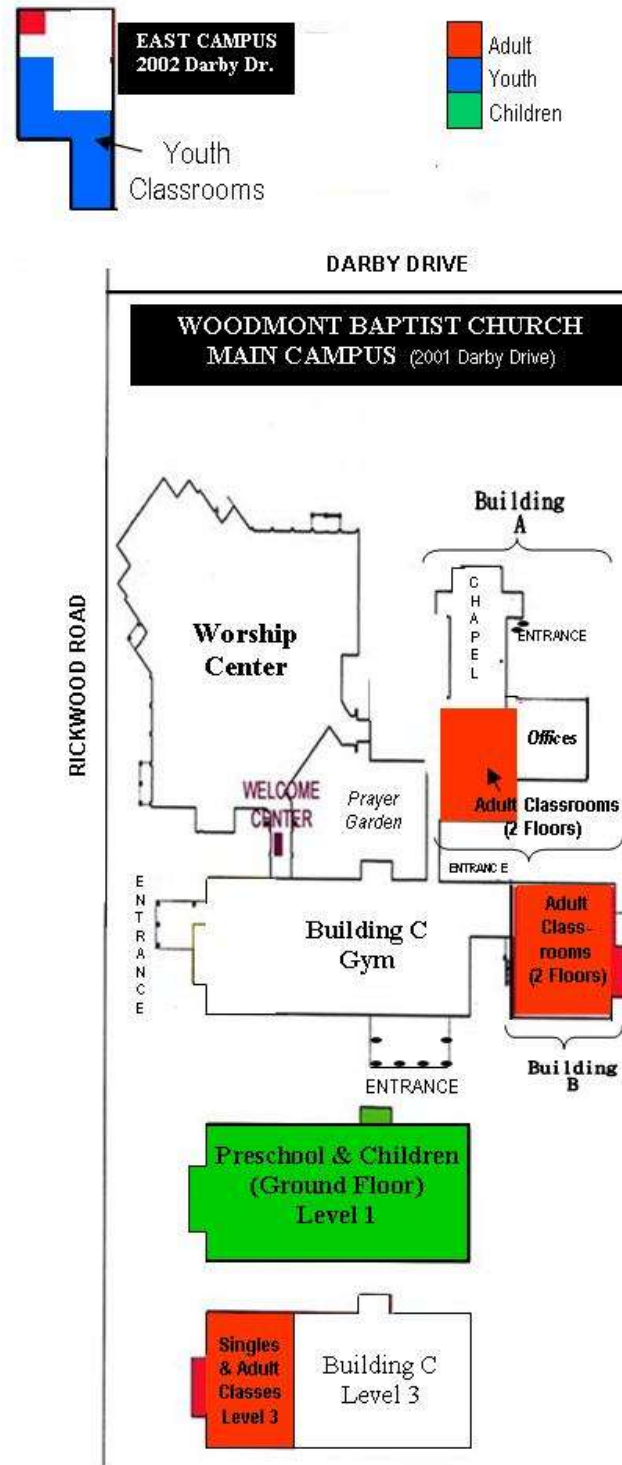 EAST CAMPUS
2002 Darby Dr.
Adult
Youth
Children
Youth
Classrooms
DARBY DRIVE
WOODMONT BAPTIST CHURCH
MAIN CAMPUS (2001 Darby Drive)
RICKWOOD ROAD
Building
A
CHAPEL
ENTRANCE
Worship
Center
Offices
WELCOME
CENTER
Prayer
Garden
Adult Classrooms
(2 Floors)
ENTRANCE
ENTRANCE
Building C
Gym
Adult
Class-
rooms
(2 Floors)
Building
B
ENTRANCE
Preschool & Children
(Ground Floor)
Level 1
Singles
& Adult
Classes
Level 3
Building C
Level 3